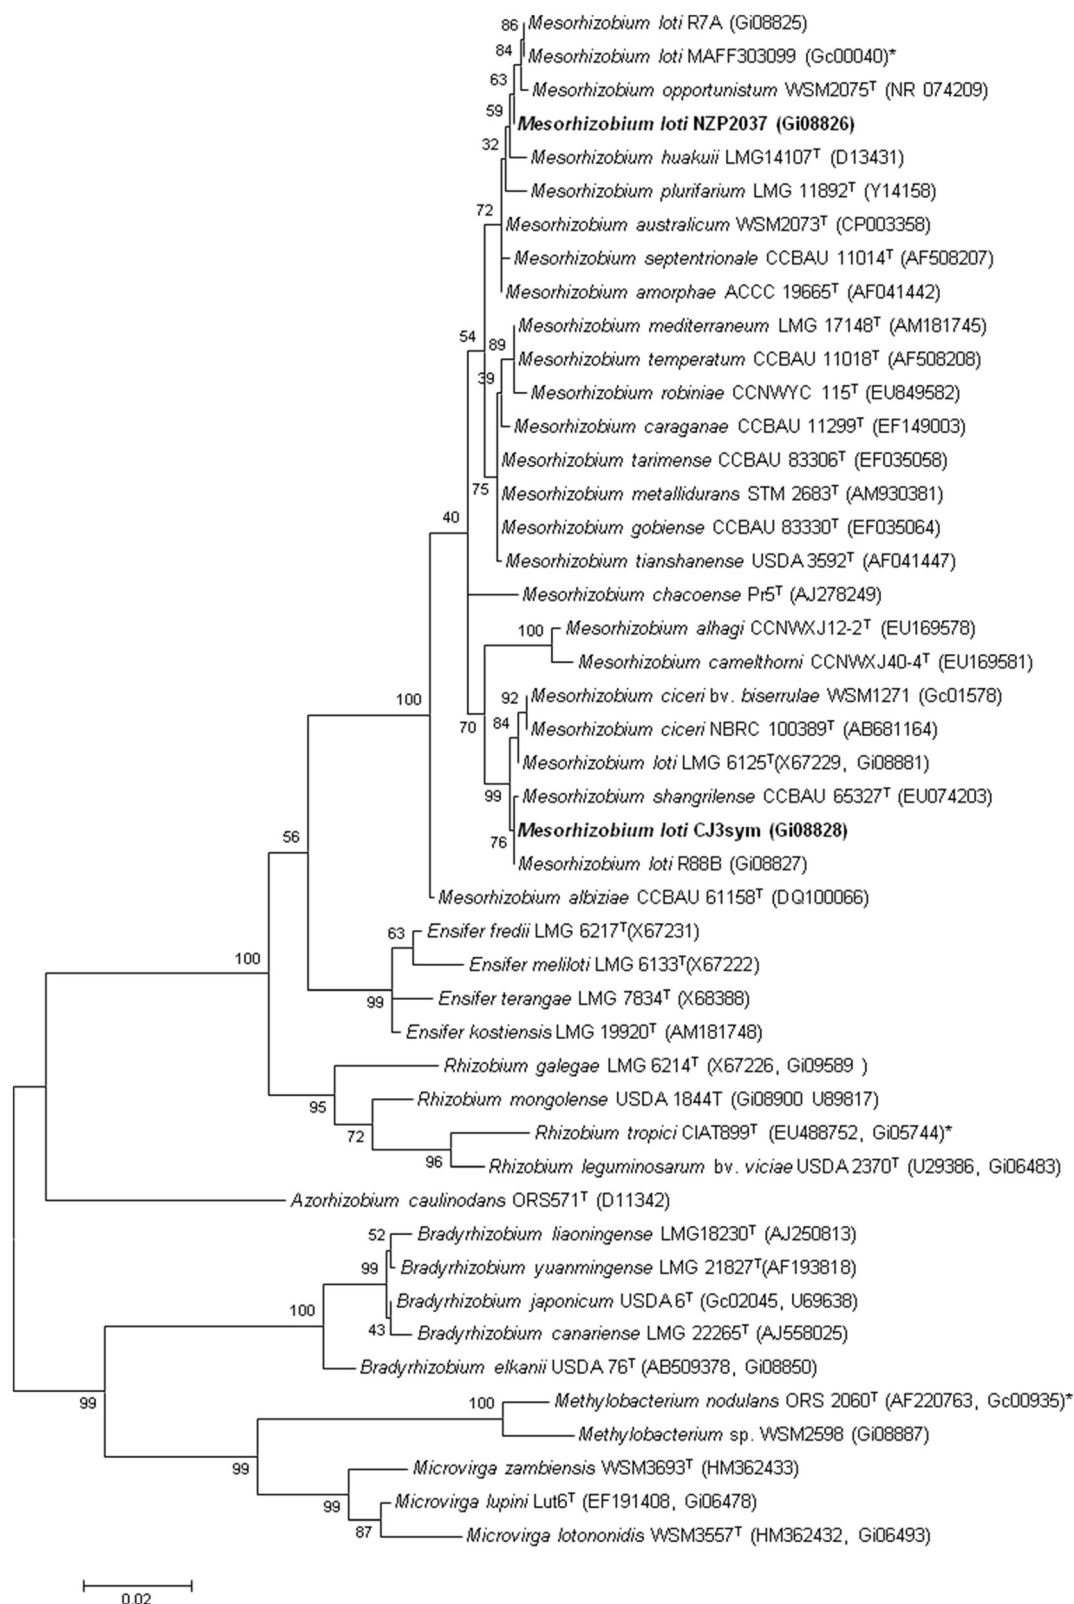 86 Mesorhizobium loti R7A (Gi08825)
84 Mesorhizobium loti MAFF303099 (Gc00040)*
63 Mesorhizobium opportunistum WSM2075ᵀ (NR 074209)
59 Mesorhizobium loti NZP2037 (Gi08826)
32 Mesorhizobium huakuii LMG14107ᵀ (D13431)
Mesorhizobium plurifarium LMG 11892ᵀ (Y14158)
72 Mesorhizobium australicum WSM2073ᵀ (CP003358)
Mesorhizobium septentrionale CCBAU 11014ᵀ (AF508207)
Mesorhizobium amorphae ACCC 19665ᵀ (AF041442)
Mesorhizobium mediterraneum LMG 17148ᵀ (AM181745)
54 89 Mesorhizobium temperatum CCBAU 11018ᵀ (AF508208)
39 Mesorhizobium robiniae CCNWYC 115ᵀ (EU849582)
Mesorhizobium caraganae CCBAU 11299ᵀ (EF149003)
Mesorhizobium tarimense CCBAU 83306ᵀ (EF035058)
75 Mesorhizobium metallidurans STM 2683ᵀ (AM930381)
40 Mesorhizobium gobiense CCBAU 83330ᵀ (EF035064)
Mesorhizobium tianshanense USDA 3592ᵀ (AF041447)
Mesorhizobium chacoense Pr5ᵀ (AJ278249)
100 Mesorhizobium alhagi CCNWXJ12-2ᵀ (EU169578)
Mesorhizobium camelthorni CCNWXJ40-4ᵀ (EU169581)
100 92 Mesorhizobium ciceri bv. biserrulae WSM1271 (Gc01578)
70 84 Mesorhizobium ciceri NBRC 100389ᵀ (AB681164)
Mesorhizobium loti LMG 6125ᵀ(X67229, Gi08881)
99 Mesorhizobium shangrilense CCBAU 65327ᵀ (EU074203)
56 76 Mesorhizobium loti CJ3sym (Gi08828)
Mesorhizobium loti R88B (Gi08827)
Mesorhizobium albiziae CCBAU 61158ᵀ (DQ100066)
63 Ensifer fredii LMG 6217ᵀ(X67231)
100 Ensifer meliloti LMG 6133ᵀ(X67222)
99 Ensifer terangae LMG 7834ᵀ (X68388)
Ensifer kostiensis LMG 19920ᵀ (AM181748)
Rhizobium galegae LMG 6214ᵀ (X67226, Gi09589 )
95 Rhizobium mongolense USDA 1844T (Gi08900 U89817)
72 Rhizobium tropici CIAT899ᵀ (EU488752, Gi05744)*
96 Rhizobium leguminosarum bv. viciae USDA 2370ᵀ (U29386, Gi06483)
Azorhizobium caulinodans ORS571ᵀ (D11342)
52 Bradyrhizobium liaoningense LMG18230ᵀ (AJ250813)
99 Bradyrhizobium yuanmingense LMG 21827ᵀ(AF193818)
100 Bradyrhizobium japonicum USDA 6ᵀ (Gc02045, U69638)
43 Bradyrhizobium canariense LMG 22265ᵀ (AJ558025)
Bradyrhizobium elkanii USDA 76ᵀ (AB509378, Gi08850)
99 100 Methylobacterium nodulans ORS 2060ᵀ (AF220763, Gc00935)*
Methylobacterium sp. WSM2598 (Gi08887)
99 Microvirga zambiensis WSM3693ᵀ (HM362433)
99 Microvirga lupini Lut6ᵀ (EF191408, Gi06478)
87 Microvirga lotononidis WSM3557ᵀ (HM362432, Gi06493)
0.02